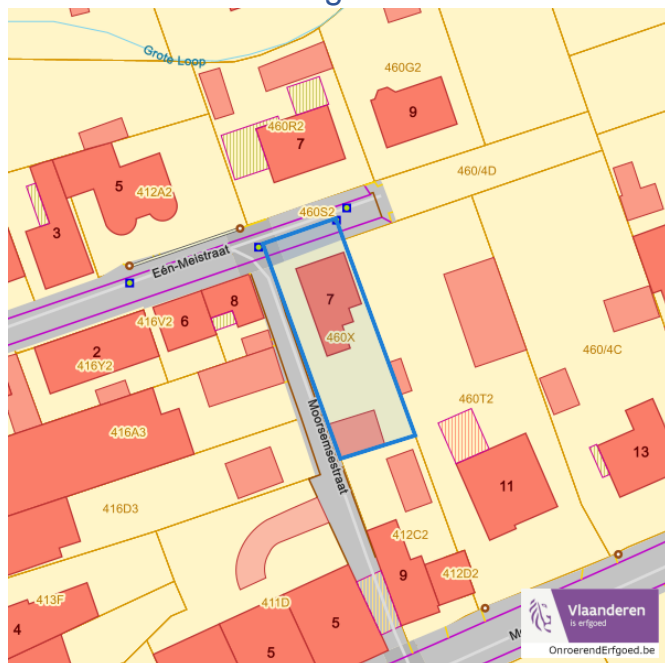 Grote Loop
460G2
9
460R2
7
5
412A2
460/4D
3
460S2
Eén-Meistraat
7
460X
8
416V2
6
2
416Y2
460/4C
Moorsemsestraat
460T2
416A3
13
11
416D3
412C2
9
412D2
413F
411D
5
4
5
Vlaanderen
is erfgoed
OnroerendErfgoed.be